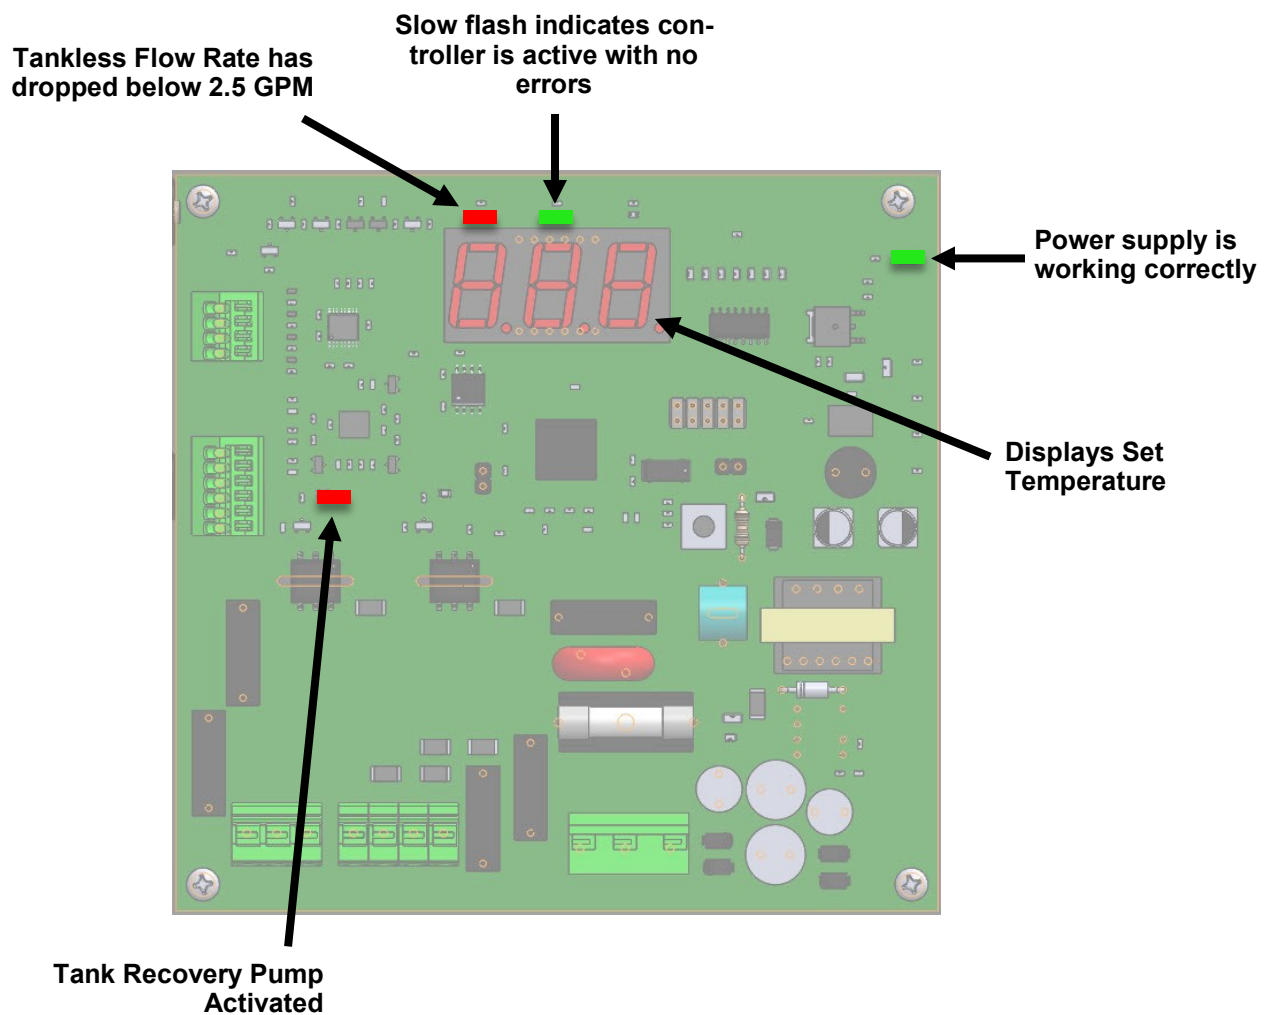 Slow flash indicates con-
troller is active with no
errors
Tankless Flow Rate has
dropped below 2.5 GPM
Power supply is
working correctly
Displays Set
Temperature
Tank Recovery Pump
Activated